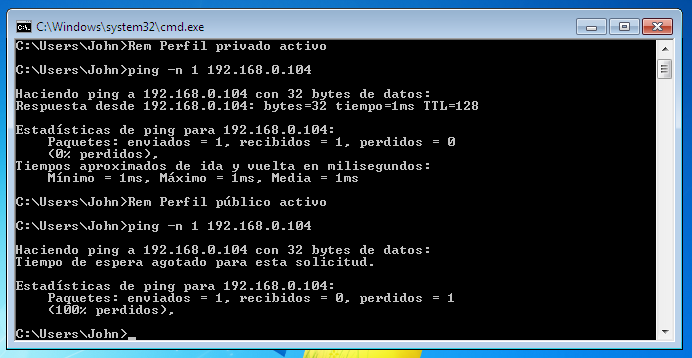 C:\Windows\system32\cmd.exe
C:\Users\John>Rem Perfil privado activo
C:\Users\John>ping -n 1 192.168.0.104
Haciendo ping a 192.168.0.104 con 32 bytes de datos:
Respuesta desde 192.168.0.104: bytes=32 tiempo=1ms TTL=128
Estadísticas de ping para 192.168.0.104:
    Paquetes: enviados = 1, recibidos = 1, perdidos = 0
    (0% perdidos),
Tiempos aproximados de ida y vuelta en milisegundos:
    Mínimo = 1ms, Máximo = 1ms, Media = 1ms
C:\Users\John>Rem Perfil público activo
C:\Users\John>ping -n 1 192.168.0.104
Haciendo ping a 192.168.0.104 con 32 bytes de datos:
Tiempo de espera agotado para esta solicitud.
Estadísticas de ping para 192.168.0.104:
    Paquetes: enviados = 1, recibidos = 0, perdidos = 1
    (100% perdidos),
C:\Users\John>_